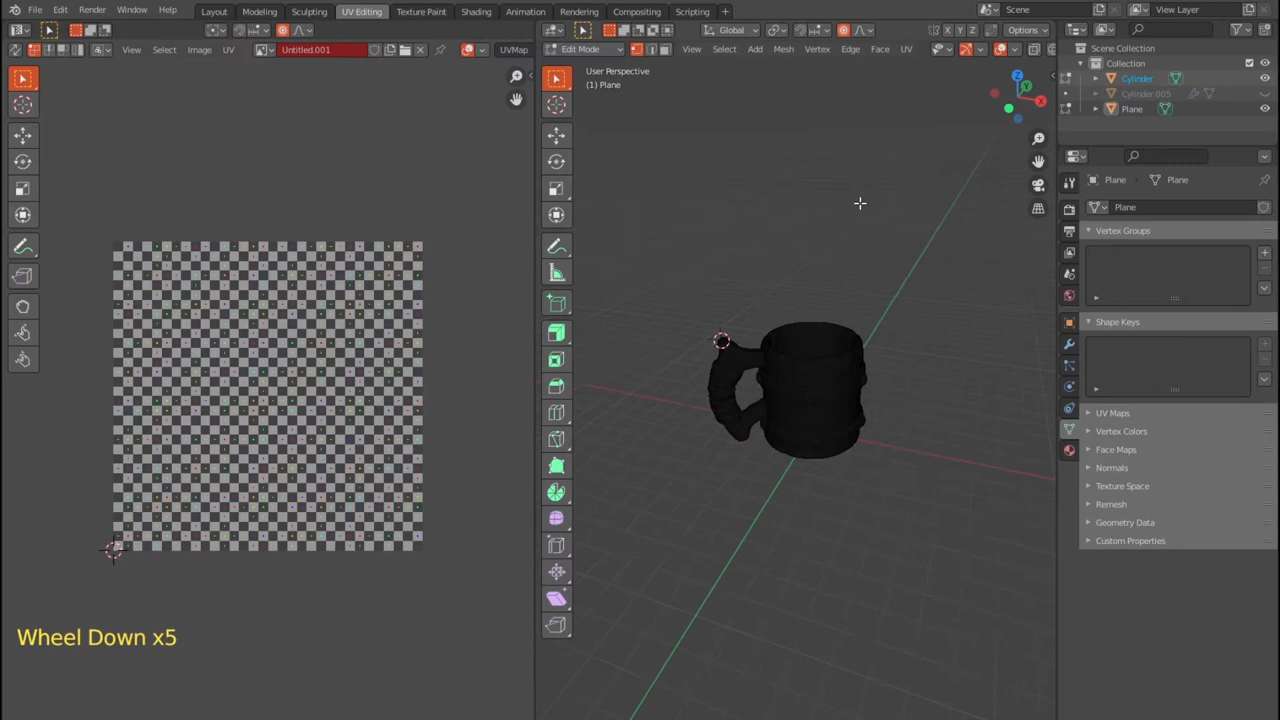 File Edit Render Window Help
Layout Modeling Sculpting UV Editing Texture Paint Shading Animation Rendering Compositing Scripting +
Scene
View Layer
View Select Image UV
Untitled.001
UVMap
Global
Options
Edit Mode
View Select Add Mesh Vertex Edge Face UV
User Perspective
(1) Plane
Z
Y
X
X Y Z
Scene Collection
Collection
Cylinder
Cylinder.005
Plane
Plane
Plane
Plane
Vertex Groups
Shape Keys
UV Maps
Vertex Colors
Face Maps
Normals
Texture Space
Remesh
Geometry Data
Custom Properties
Wheel Down x5